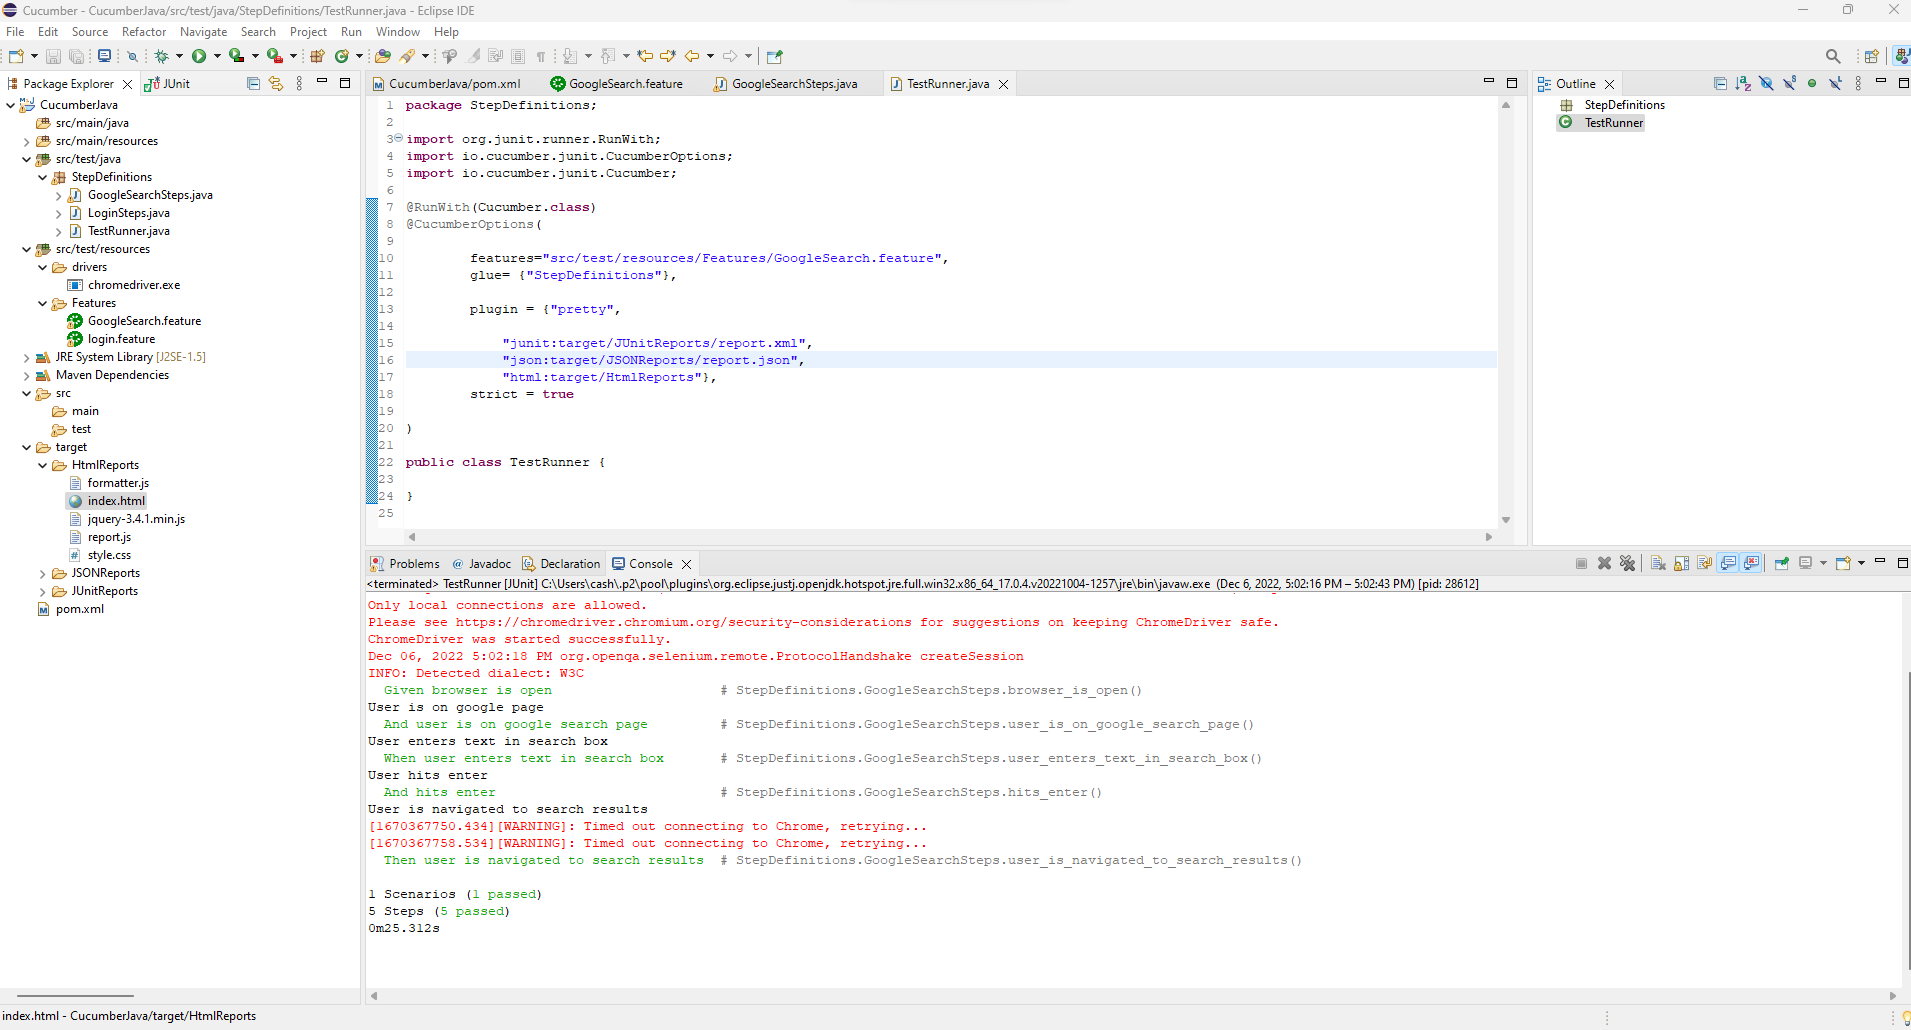 Cucumber - CucumberJava/src/test/java/StepDefinitions/TestRunner.java - Eclipse IDE
File Edit Source Refactor Navigate Search Project Run Window Help
Package Explorer
JUnit
CucumberJava
src/main/java
src/main/resources
src/test/java
StepDefinitions
GoogleSearchSteps.java
LoginSteps.java
TestRunner.java
src/test/resources
drivers
chromedriver.exe
Features
GoogleSearch.feature
login.feature
JRE System Library [J2SE-1.5]
Maven Dependencies
src
main
test
target
HtmlReports
formatter.js
index.html
jquery-3.4.1.min.js
report.js
style.css
JSONReports
JUnitReports
pom.xml
CucumberJava/pom.xml GoogleSearch.feature GoogleSearchSteps.java TestRunner.java
1 package StepDefinitions;
2
3 import org.junit.runner.RunWith;
4 import io.cucumber.junit.CucumberOptions;
5 import io.cucumber.junit.Cucumber;
6
7 @RunWith(Cucumber.class)
8 @CucumberOptions(
9
10 features="src/test/resources/Features/GoogleSearch.feature",
11 glue= {"StepDefinitions"},
12
13 plugin = {"pretty",
14
15 "junit:target/JUnitReports/report.xml",
16 "json:target/JSONReports/report.json",
17 "html:target/HtmlReports"},
18 strict = true
19
20 )
21
22 public class TestRunner {
23
24 }
25
Outline
StepDefinitions
TestRunner
Problems Javadoc Declaration Console
<terminated> TestRunner [JUnit] C:\Users\cash\.p2\pool\plugins\org.eclipse.justj.openjdk.hotspot.jre.full.win32.x86_64_17.0.4.v20221004-1257\jre\bin\javaw.exe (Dec 6, 2022, 5:02:16 PM – 5:02:43 PM) [pid: 28612]
Only local connections are allowed.
Please see https://chromedriver.chromium.org/security-considerations for suggestions on keeping ChromeDriver safe.
ChromeDriver was started successfully.
Dec 06, 2022 5:02:18 PM org.openqa.selenium.remote.ProtocolHandshake createSession
INFO: Detected dialect: W3C
Given browser is open # StepDefinitions.GoogleSearchSteps.browser_is_open()
User is on google page
And user is on google search page # StepDefinitions.GoogleSearchSteps.user_is_on_google_search_page()
User enters text in search box
When user enters text in search box # StepDefinitions.GoogleSearchSteps.user_enters_text_in_search_box()
User hits enter
And hits enter # StepDefinitions.GoogleSearchSteps.hits_enter()
User is navigated to search results
[1670367750.434][WARNING]: Timed out connecting to Chrome, retrying...
[1670367758.534][WARNING]: Timed out connecting to Chrome, retrying...
Then user is navigated to search results # StepDefinitions.GoogleSearchSteps.user_is_navigated_to_search_results()
1 Scenarios (1 passed)
5 Steps (5 passed)
0m25.312s
index.html - CucumberJava/target/HtmlReports